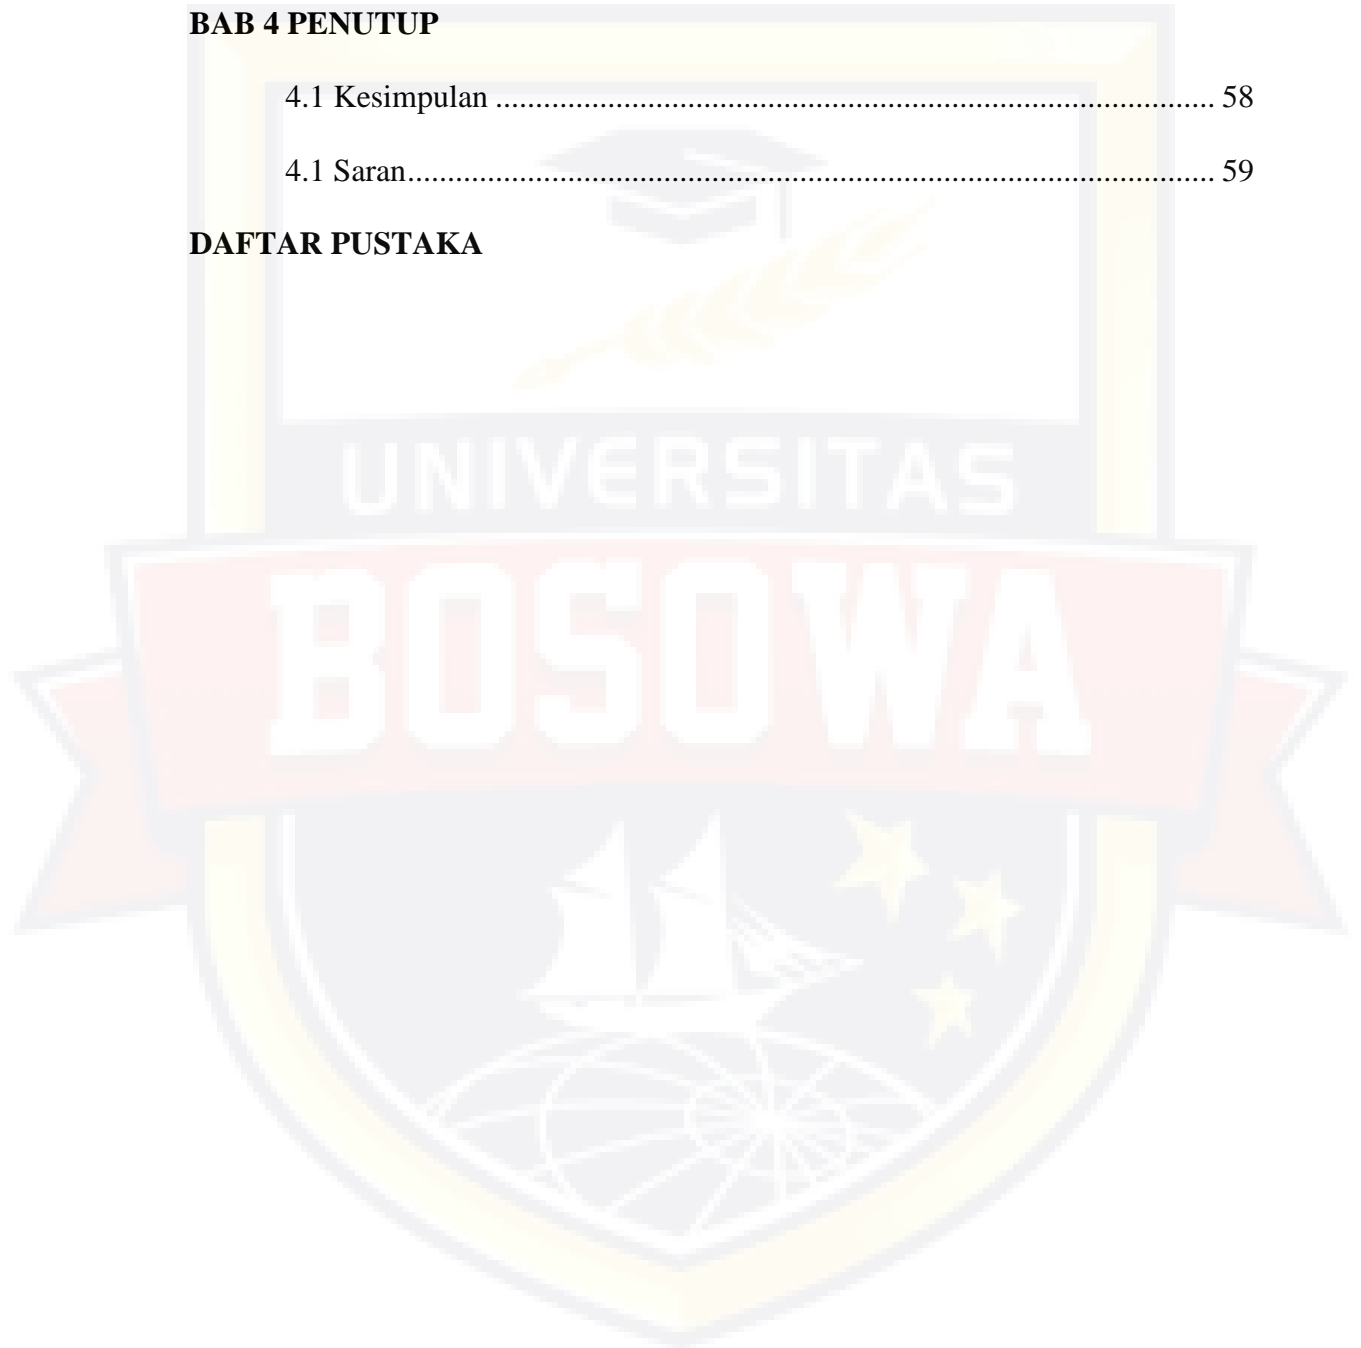 BAB 4 PENUTUP
4.1 Kesimpulan .......................................................................................... 58
4.1 Saran..................................................................................................... 59
DAFTAR PUSTAKA
UNIVERSITAS
BOSOWA